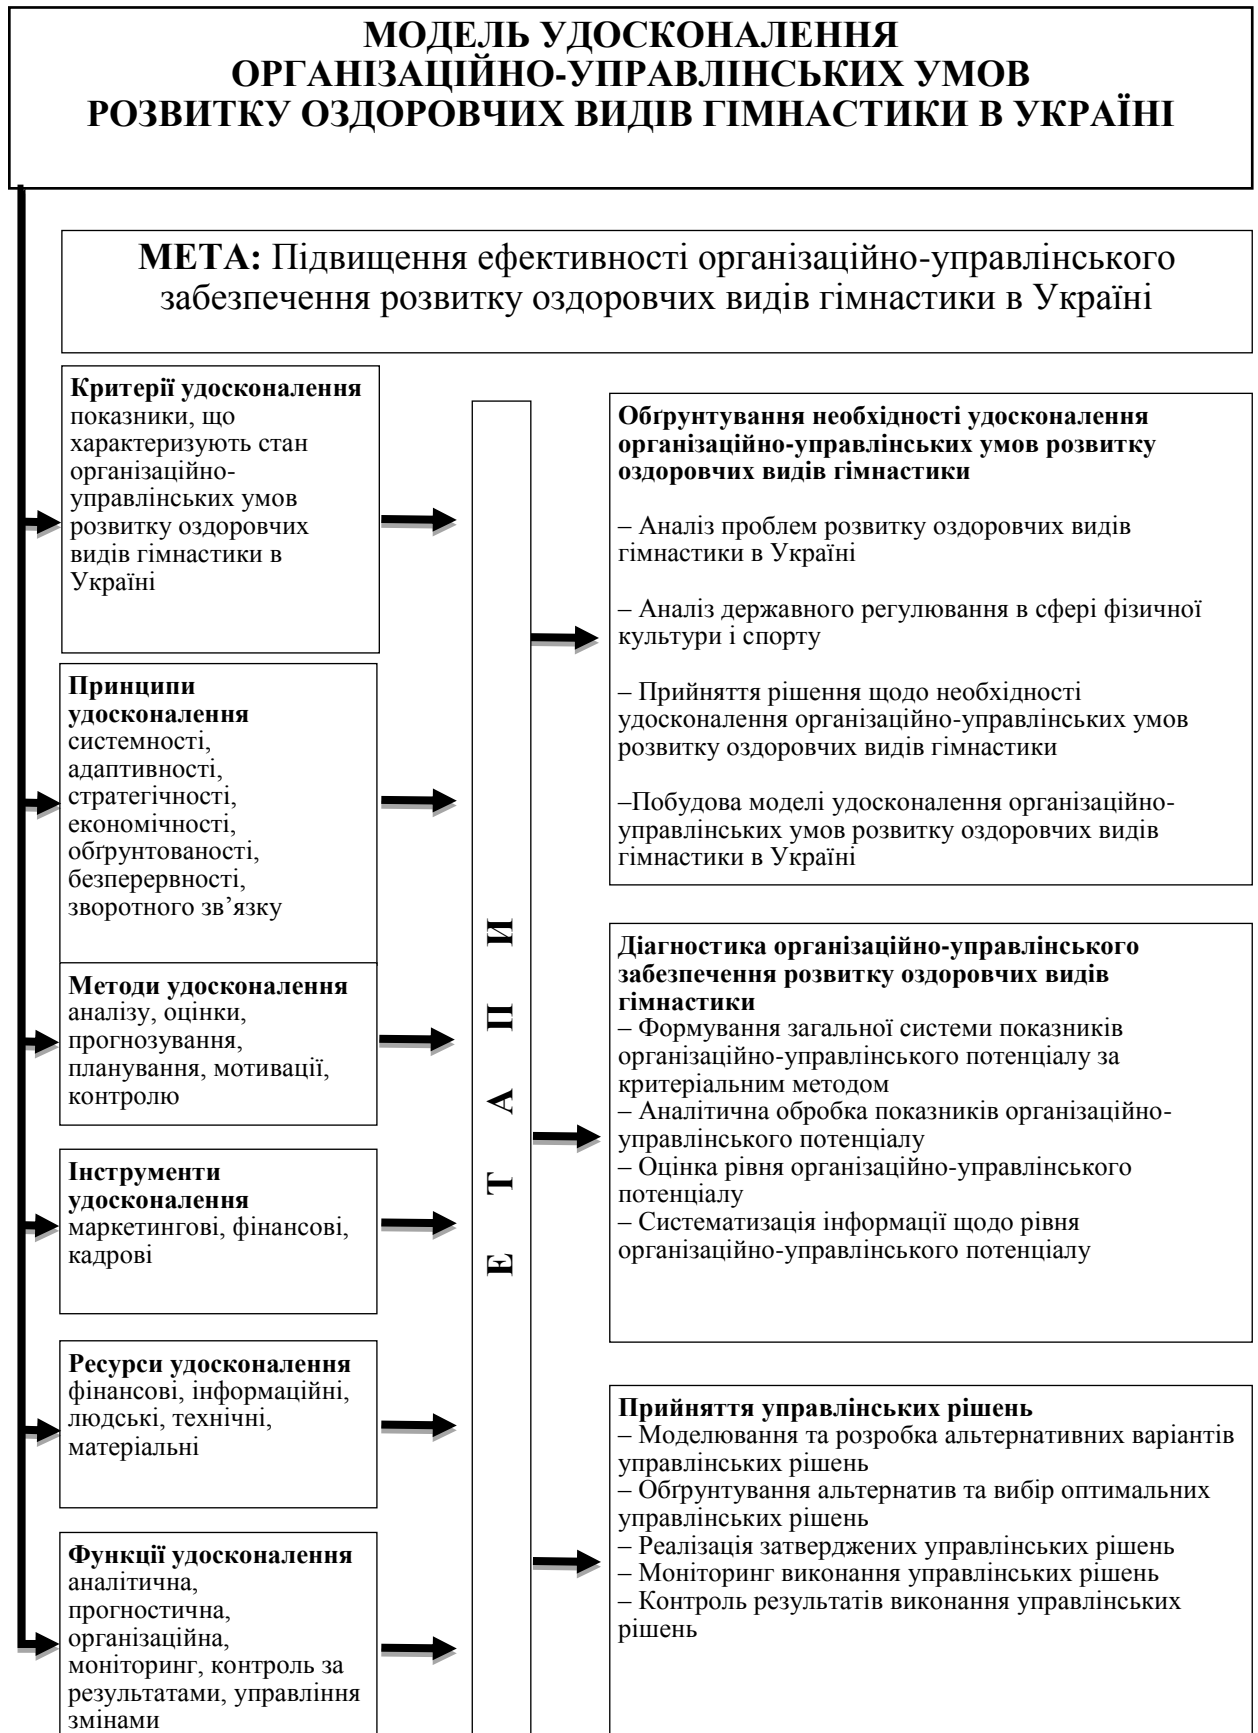 МОДЕЛЬ УДОСКОНАЛЕННЯ
ОРГАНІЗАЦІЙНО-УПРАВЛІНСЬКИХ УМОВ
РОЗВИТКУ ОЗДОРОВЧИХ ВИДІВ ГІМНАСТИКИ В УКРАЇНІ
МЕТА: Підвищення ефективності організаційно-управлінського
забезпечення розвитку оздоровчих видів гімнастики в Україні
Критерії удосконалення
показники, що
характеризують стан
організаційно-
управлінських умов
розвитку оздоровчих
видів гімнастики в
Україні
Принципи
удосконалення
системності,
адаптивності,
стратегічності,
економічності,
обґрунтованості,
безперервності,
зворотного зв’язку
Методи удосконалення
аналізу, оцінки,
прогнозування,
планування, мотивації,
контролю
Інструменти
удосконалення
маркетингові, фінансові,
кадрові
Ресурси удосконалення
фінансові, інформаційні,
людські, технічні,
матеріальні
Функції удосконалення
аналітична,
прогностична,
організаційна,
моніторинг, контроль за
результатами, управління
змінами
Е Т А П И
Обґрунтування необхідності удосконалення
організаційно-управлінських умов розвитку
оздоровчих видів гімнастики
– Аналіз проблем розвитку оздоровчих видів
гімнастики в Україні
– Аналіз державного регулювання в сфері фізичної
культури і спорту
– Прийняття рішення щодо необхідності
удосконалення організаційно-управлінських умов
розвитку оздоровчих видів гімнастики
–Побудова моделі удосконалення організаційно-
управлінських умов розвитку оздоровчих видів
гімнастики в Україні
Діагностика організаційно-управлінського
забезпечення розвитку оздоровчих видів
гімнастики
– Формування загальної системи показників
організаційно-управлінського потенціалу за
критеріальним методом
– Аналітична обробка показників організаційно-
управлінського потенціалу
– Оцінка рівня організаційно-управлінського
потенціалу
– Систематизація інформації щодо рівня
організаційно-управлінського потенціалу
Прийняття управлінських рішень
– Моделювання та розробка альтернативних варіантів
управлінських рішень
– Обґрунтування альтернатив та вибір оптимальних
управлінських рішень
– Реалізація затверджених управлінських рішень
– Моніторинг виконання управлінських рішень
– Контроль результатів виконання управлінських
рішень